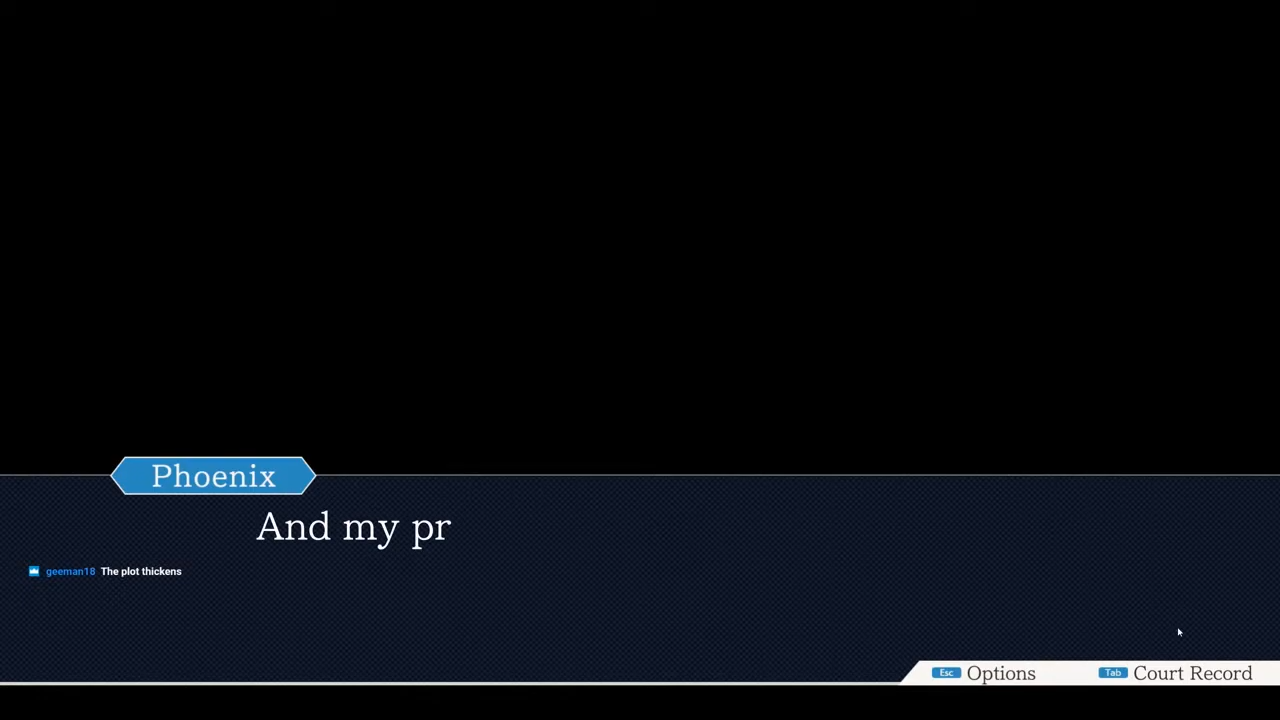 Phoenix
And my pr
geeman18 The plot thickens
Esc Options Tab Court Record